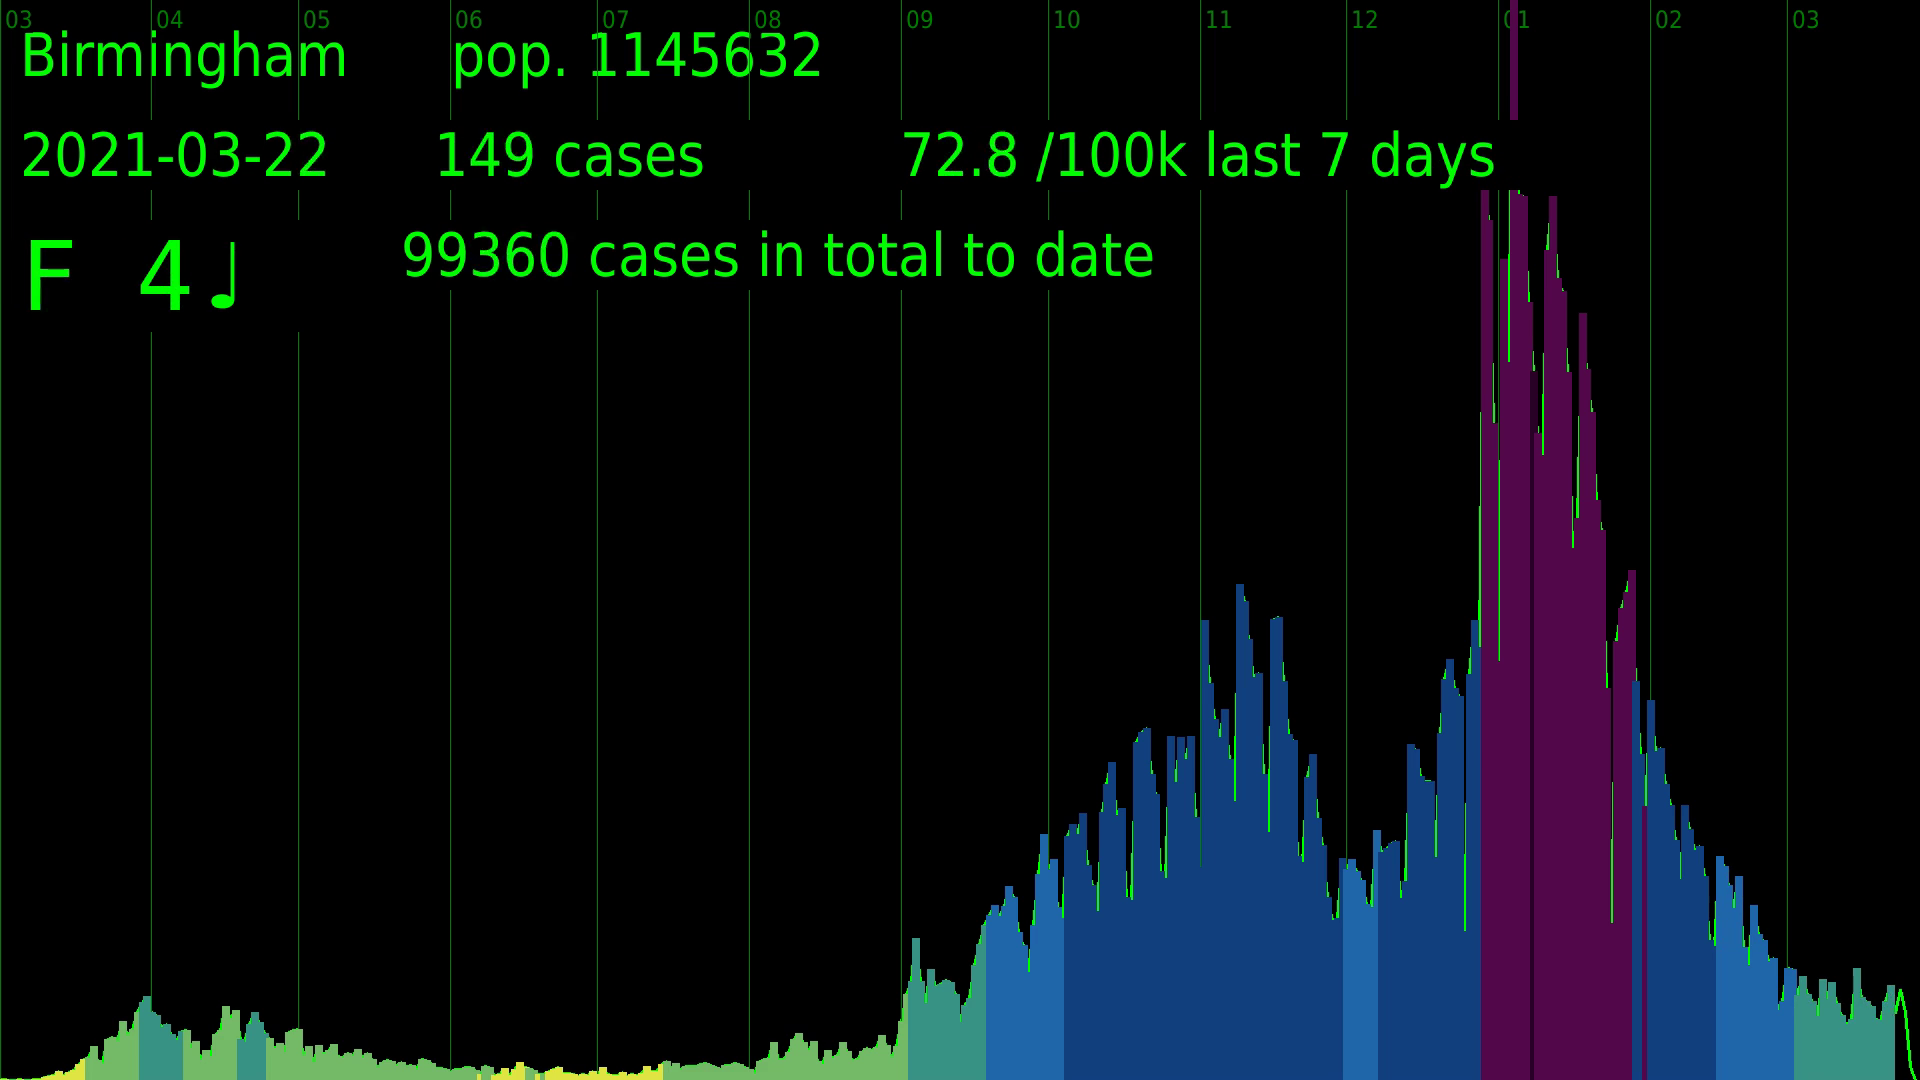 03 04 05 06 07 08 09 10 11 12 01 02 03
Birmingham pop. 1145632
2021-03-22 149 cases 72.8 /100k last 7 days
F 4♩ 99360 cases in total to date